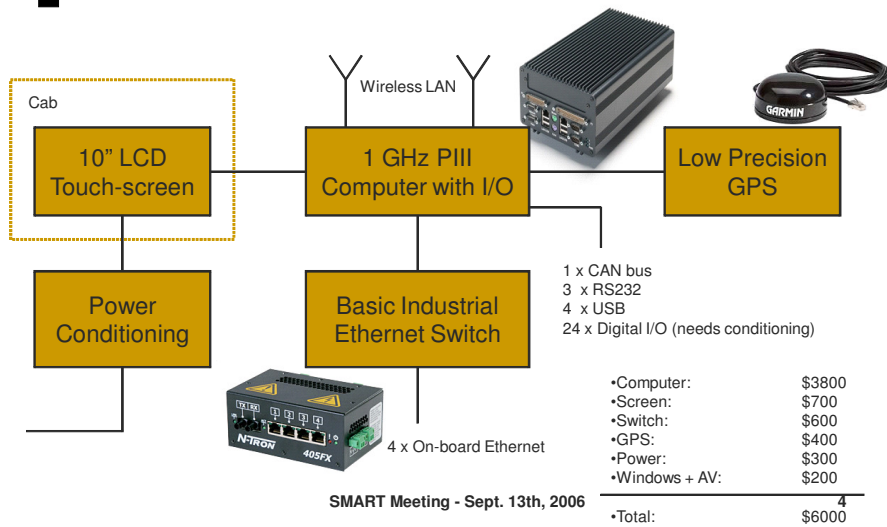 Wireless LAN
Cab
GARMIN
10” LCD
Touch-screen
1 GHz PIII
Computer with I/O
Low Precision
GPS
1 x CAN bus
3 x RS232
4 x USB
24 x Digital I/O (needs conditioning)
Power
Conditioning
Basic Industrial
Ethernet Switch
TX RX
1 2 3 4
N-TRON
405FX
4 x On-board Ethernet
•Computer: $3800
•Screen: $700
•Switch: $600
•GPS: $400
•Power: $300
•Windows + AV: $200
SMART Meeting - Sept. 13th, 2006
4
•Total: $6000